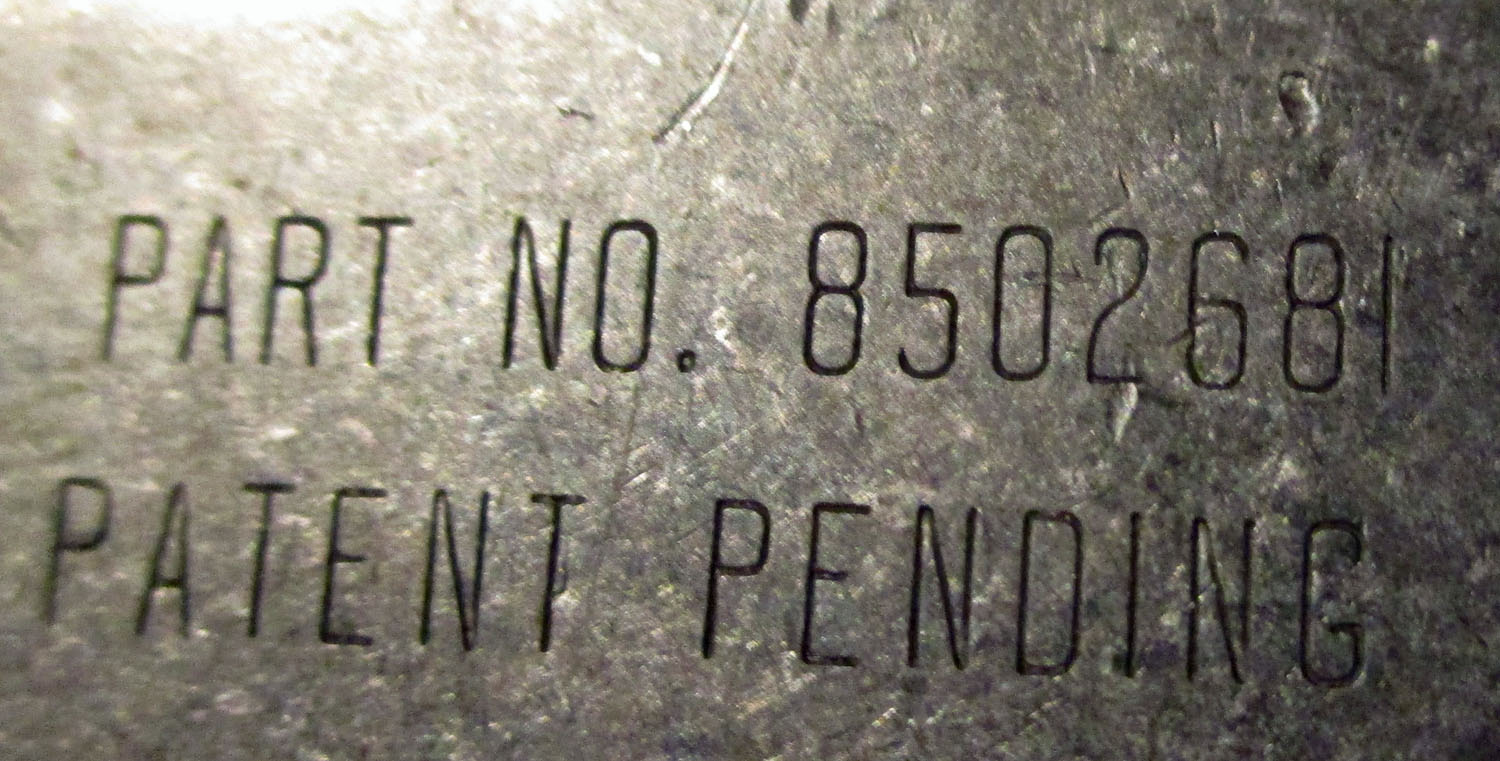 PART NO. 8502681
PATENT PENDING